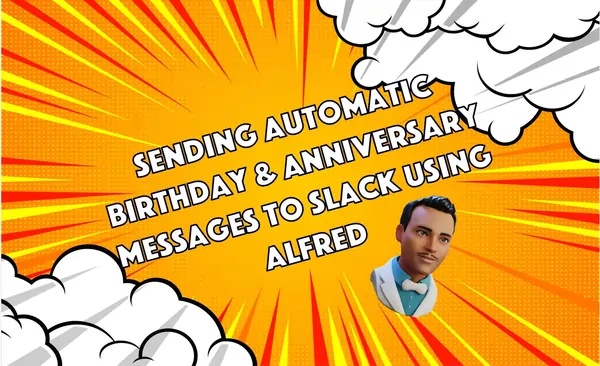 SENDING AUTOMATIC
BIRTHDAY & ANNIVERSARY
MESSAGES TO SLACK USING
ALFRED